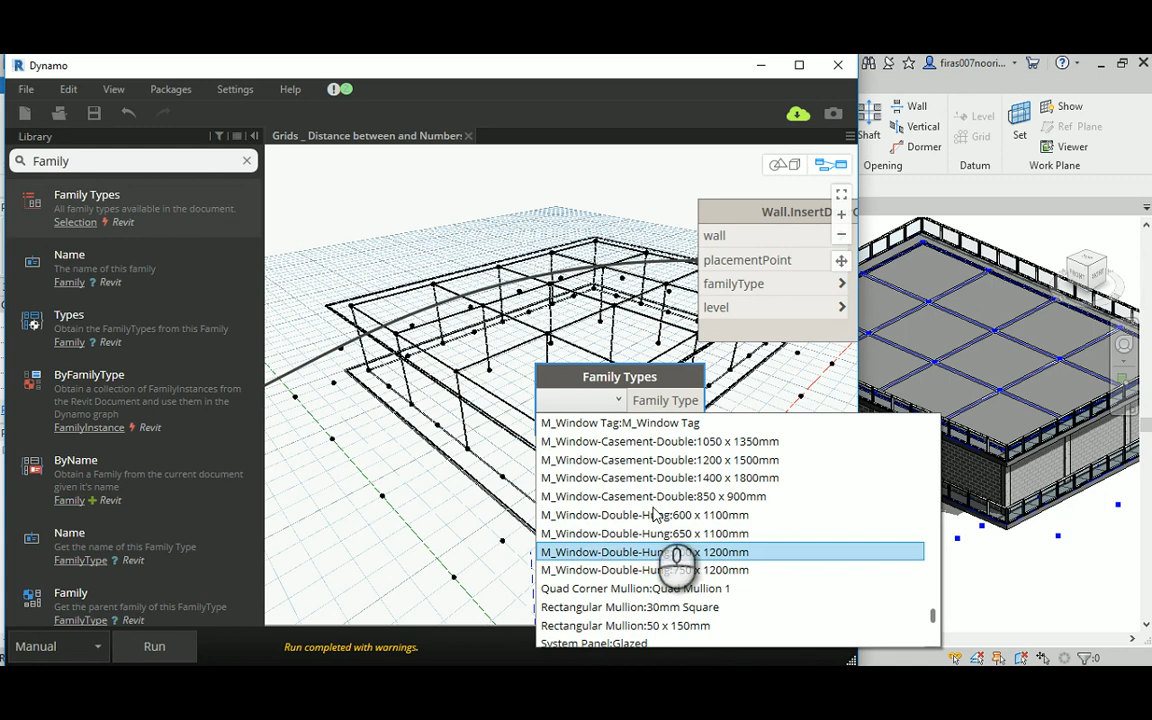 Dynamo
firas007noori...
File Edit View Packages Settings Help
Library
Grids _ Distance between and Number:
Family
Family Types
All family types available in the document.
Selection Revit
Name
The name of this family
Family ? Revit
Types
Obtain the FamilyTypes from this Family
Family ? Revit
ByFamilyType
Obtain a collection of FamilyInstances from the Revit Document and use them in the Dynamo graph
FamilyInstance Revit
ByName
Obtain a Family from the current document given it's name
Family + Revit
Name
Get the name of this Family
FamilyType ? Revit
Family
Get the parent family of this FamilyType
FamilyType ? Revit
Manual
Run
Run completed with warnings.
Wall.InsertD
wall
placementPoint
familyType
level
Family Types
Family Type
M_Window Tag:M_Window Tag
M_Window-Casement-Double:1050 x 1350mm
M_Window-Casement-Double:1200 x 1500mm
M_Window-Casement-Double:1400 x 1800mm
M_Window-Casement-Double:850 x 900mm
M_Window-Double-Hung:600 x 1100mm
M_Window-Double-Hung:650 x 1100mm
M_Window-Double-Hung: x 1200mm
M_Window-Double-Hung:750 x 1200mm
Quad Corner Mullion:Quad Mullion 1
Rectangular Mullion:30mm Square
Rectangular Mullion:50 x 150mm
System Panel:Glazed
Shaft
Wall
Vertical
Dormer
Opening
Level
Grid
Datum
Set
Show
Ref Plane
Viewer
Work Plane
FRONT
:0